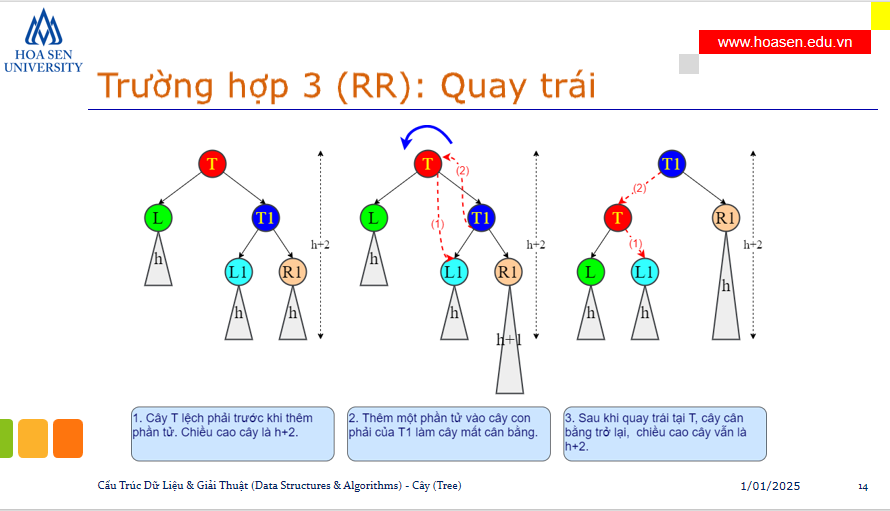 HOA SEN
UNIVERSITY
www.hoasen.edu.vn
Trường hợp 3 (RR): Quay trái
T
L
T1
h
L1
R1
h
h
h+2
T
(2)
L
(1)
T1
h
L1
R1
h
h+1
h+2
T1
(2)
T
R1
(1)
L
L1
h
h
h
h+2
1. Cây T lệch phải trước khi thêm
phần tử. Chiều cao cây là h+2.
2. Thêm một phần tử vào cây con
phải của T1 làm cây mất cân bằng.
3. Sau khi quay trái tại T, cây cân
bằng trở lại, chiều cao cây vẫn là
h+2.
Cấu Trúc Dữ Liệu & Giải Thuật (Data Structures & Algorithms) - Cây (Tree)
1/01/2025
14